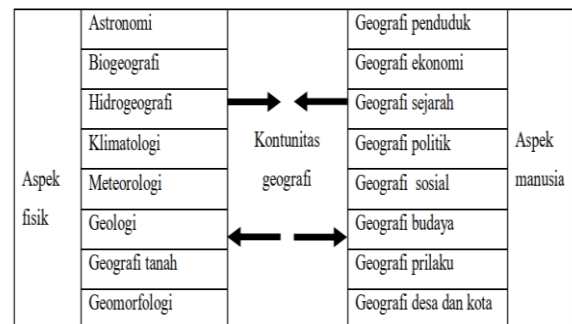 Astronomi
Geografi penduduk
Biogeografi
Geografi ekonomi
Hidrogeografi
Geografi sejarah
Klimatologi
Kontunitas
Geografi politik
Aspek
Meteorologi
geografi
Geografi sosial
manusia
Aspek
fisik
Geologi
Geografi budaya
Geografi tanah
Geografi prilaku
Geomorfologi
Geografi desa dan kota